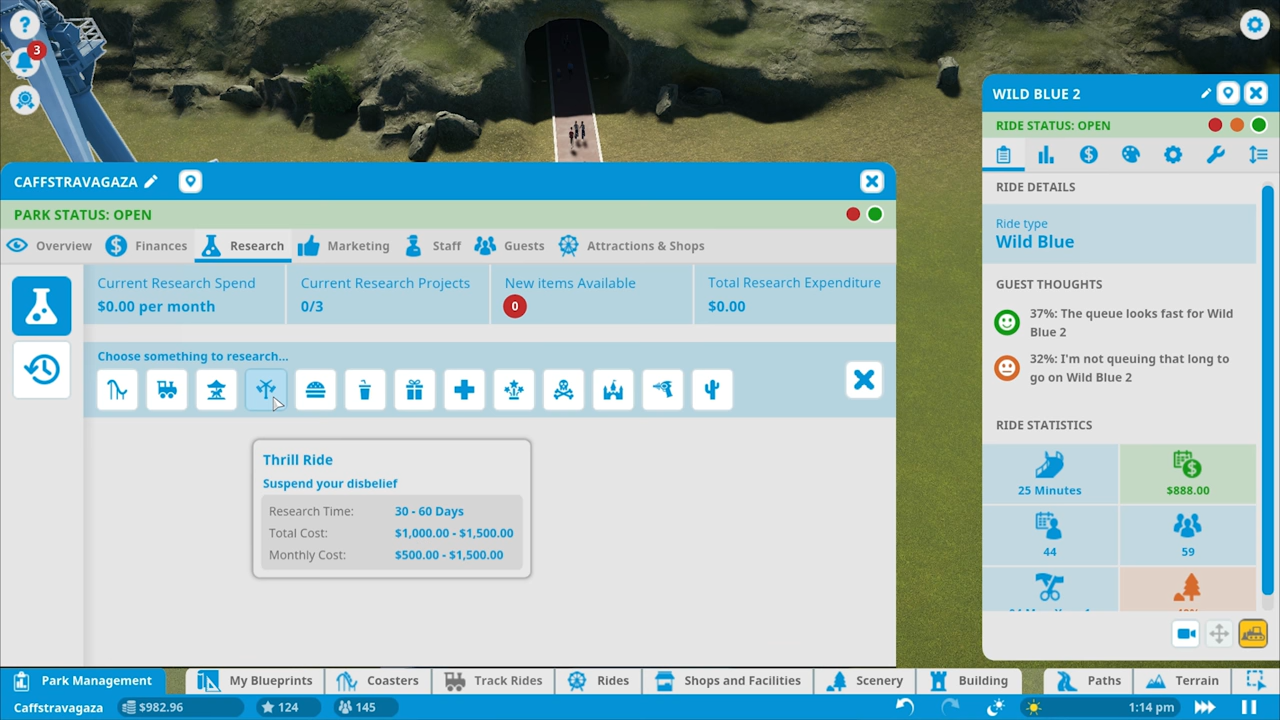 ?
3
WILD BLUE 2
RIDE STATUS: OPEN
RIDE DETAILS
Ride type
Wild Blue
GUEST THOUGHTS
37%: The queue looks fast for Wild
Blue 2
32%: I'm not queuing that long to
go on Wild Blue 2
RIDE STATISTICS
25 Minutes
$888.00
44
59
CAFFSTRAVAGAZA
PARK STATUS: OPEN
Overview
Finances
Research
Marketing
Staff
Guests
Attractions & Shops
Current Research Spend
$0.00 per month
Current Research Projects
0/3
New items Available
0
Total Research Expenditure
$0.00
Choose something to research...
Thrill Ride
Suspend your disbelief
Research Time: 30 - 60 Days
Total Cost: $1,000.00 - $1,500.00
Monthly Cost: $500.00 - $1,500.00
Park Management
My Blueprints
Coasters
Track Rides
Rides
Shops and Facilities
Scenery
Building
Paths
Terrain
Caffstravagaza
$982.96
124
145
1:14 pm